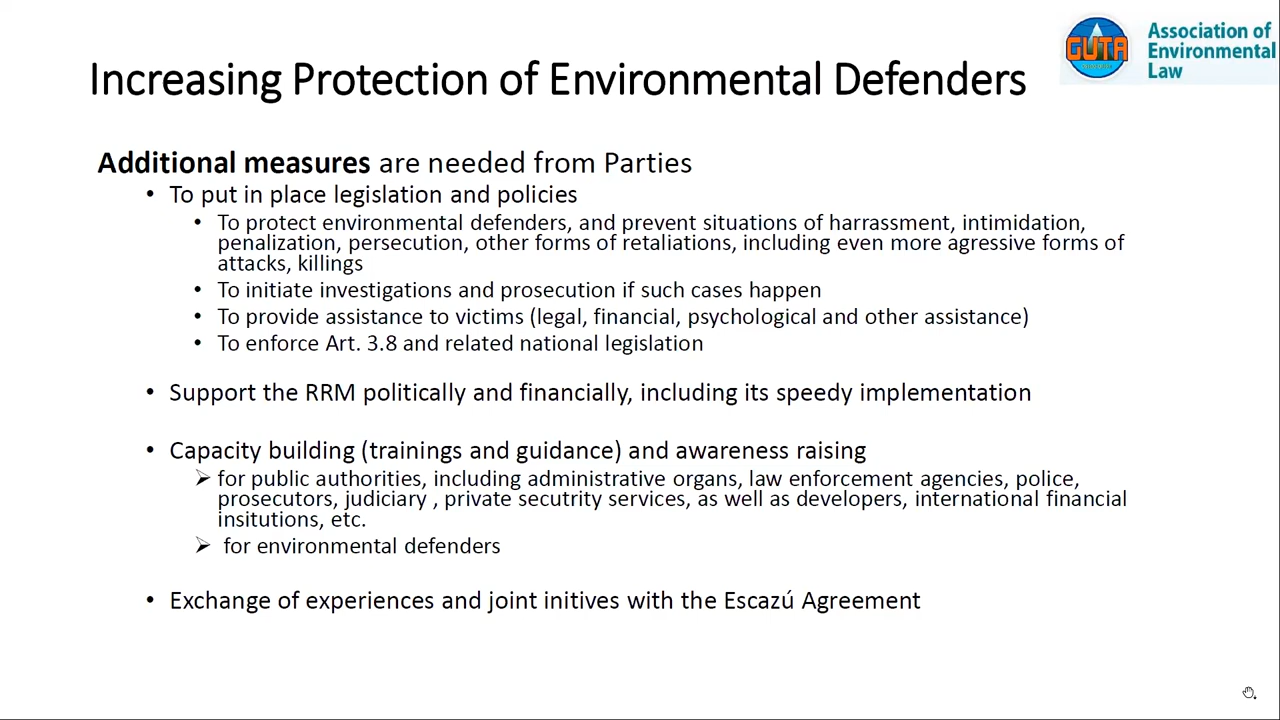 GUTA
Association of
Environmental
Law
Increasing Protection of Environmental Defenders
Additional measures are needed from Parties
• To put in place legislation and policies
• To protect environmental defenders, and prevent situations of harrassment, intimidation,
penalization, persecution, other forms of retaliations, including even more agressive forms of
attacks, killings
• To initiate investigations and prosecution if such cases happen
• To provide assistance to victims (legal, financial, psychological and other assistance)
• To enforce Art. 3.8 and related national legislation
• Support the RRM politically and financially, including its speedy implementation
• Capacity building (trainings and guidance) and awareness raising
➢ for public authorities, including administrative organs, law enforcement agencies, police,
prosecutors, judiciary , private secutrity services, as well as developers, international financial
insitutions, etc.
➢ for environmental defenders
• Exchange of experiences and joint initives with the Escazú Agreement